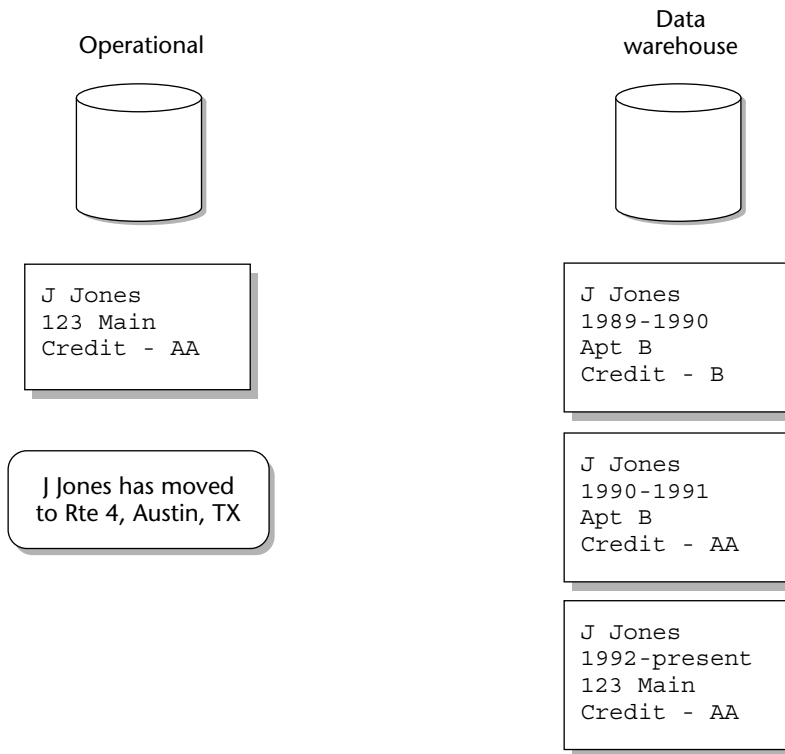 Operational
Data
warehouse
J Jones
123 Main
Credit - AA
J Jones has moved
to Rte 4, Austin, TX
J Jones
1989-1990
Apt B
Credit - B
J Jones
1990-1991
Apt B
Credit - AA
J Jones
1992-present
123 Main
Credit - AA